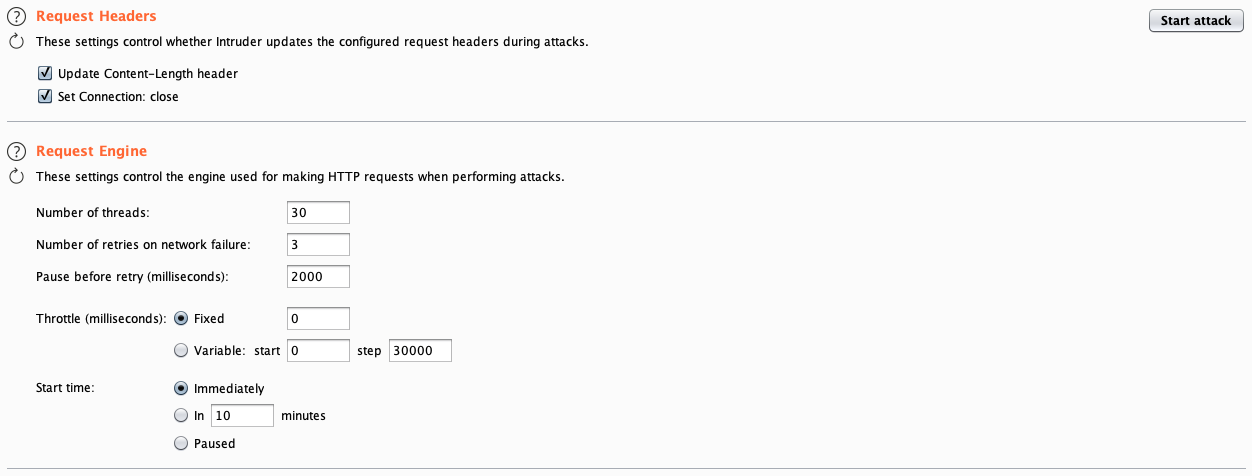 ? Request Headers
Start attack
These settings control whether Intruder updates the configured request headers during attacks.
Update Content-Length header
Set Connection: close
? Request Engine
These settings control the engine used for making HTTP requests when performing attacks.
Number of threads: 30
Number of retries on network failure: 3
Pause before retry (milliseconds): 2000
Throttle (milliseconds): Fixed 0
Variable: start 0 step 30000
Start time: Immediately
In 10 minutes
Paused